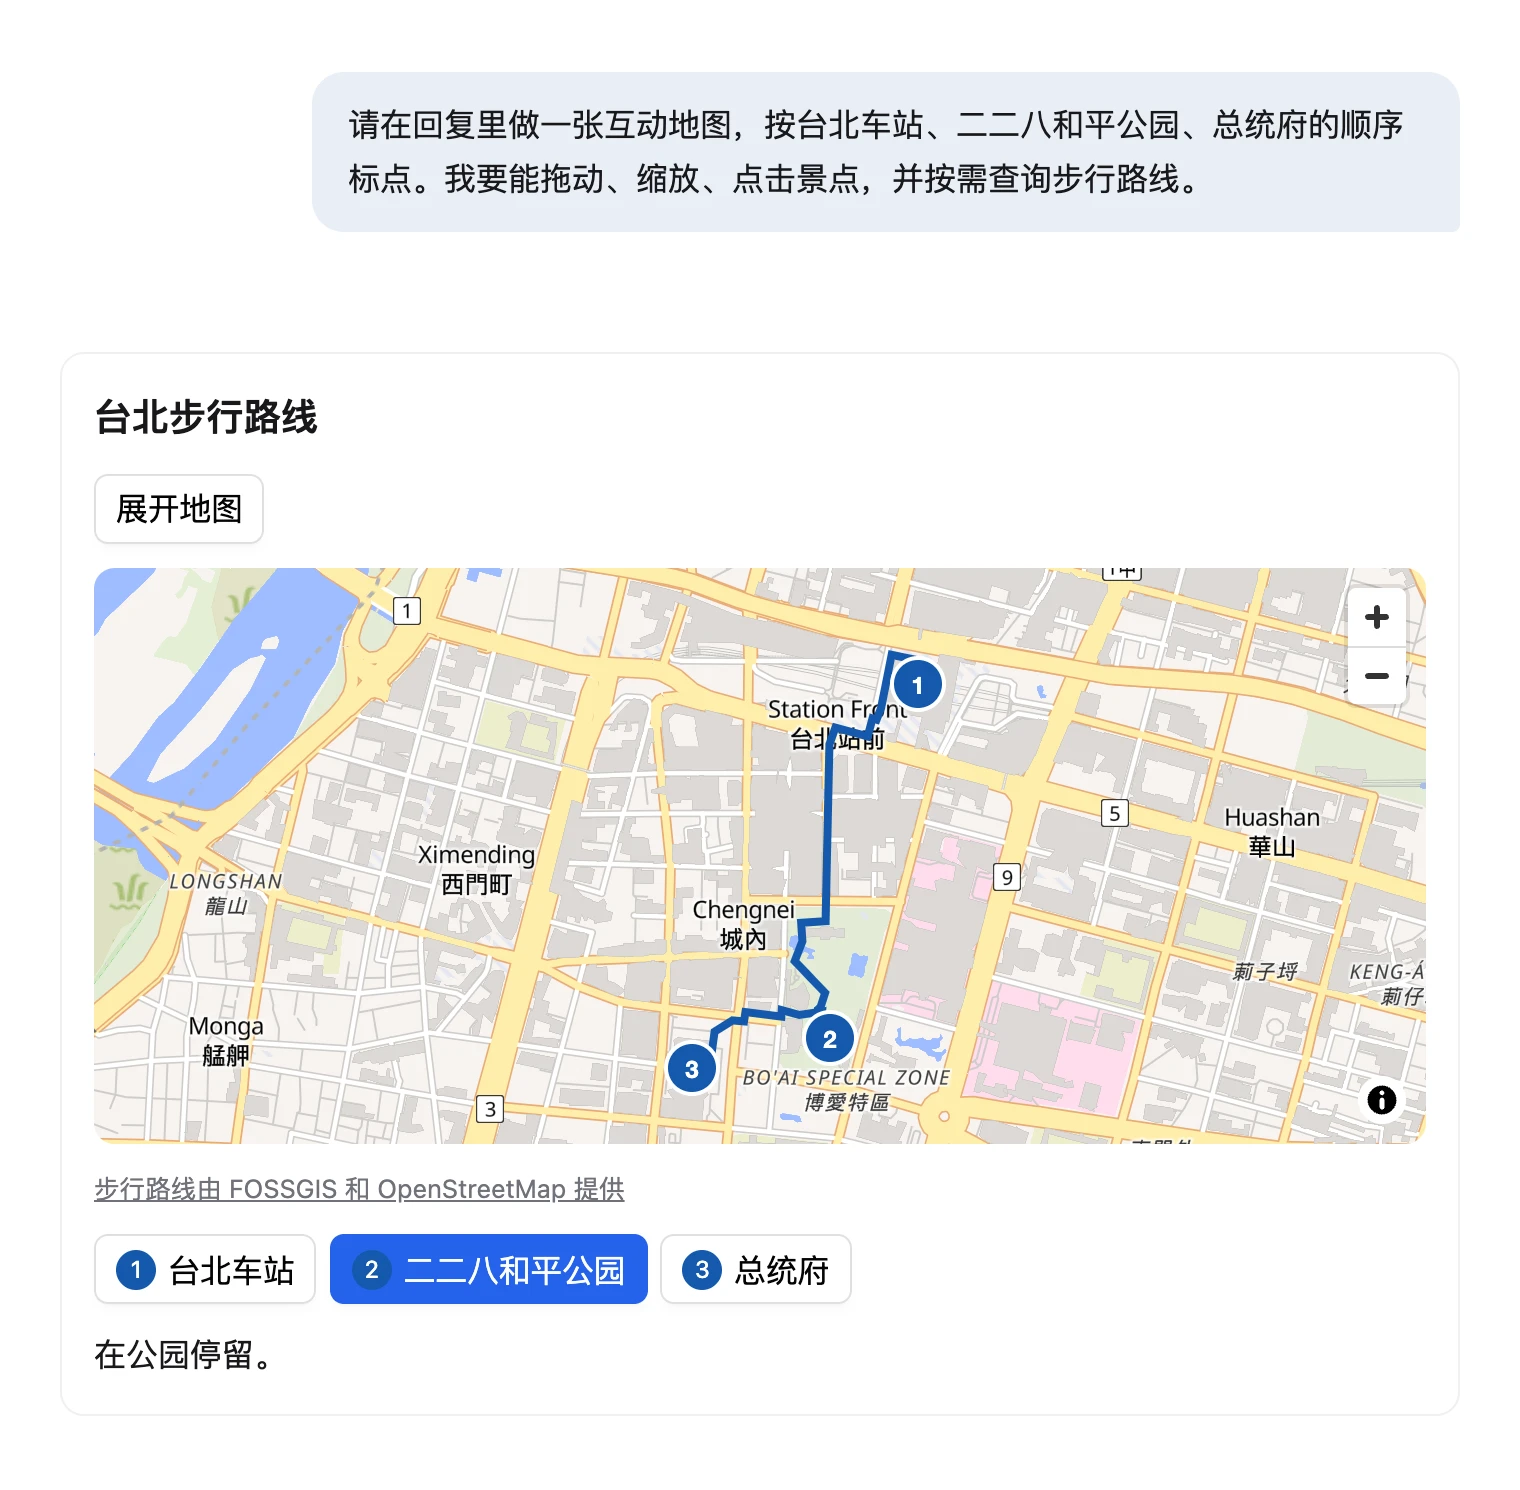 请在回复里做一张互动地图，按台北车站、二二八和平公园、总统府的顺序
标点。我要能拖动、缩放、点击景点，并按需查询步行路线。
台北步行路线
展开地图
1
1
Station Front
台北站前
5
Huashan
華山
Ximending
西門町
9
LONGSHAN
龍山
Chengnei
城內
莿子埒
KENG-Á
莿仔
Monga
艋舺
2
3
BO'AI SPECIAL ZONE
博愛特區
3
步行路线由 FOSSGIS 和 OpenStreetMap 提供
1 台北车站
2 二二八和平公园
3 总统府
在公园停留。